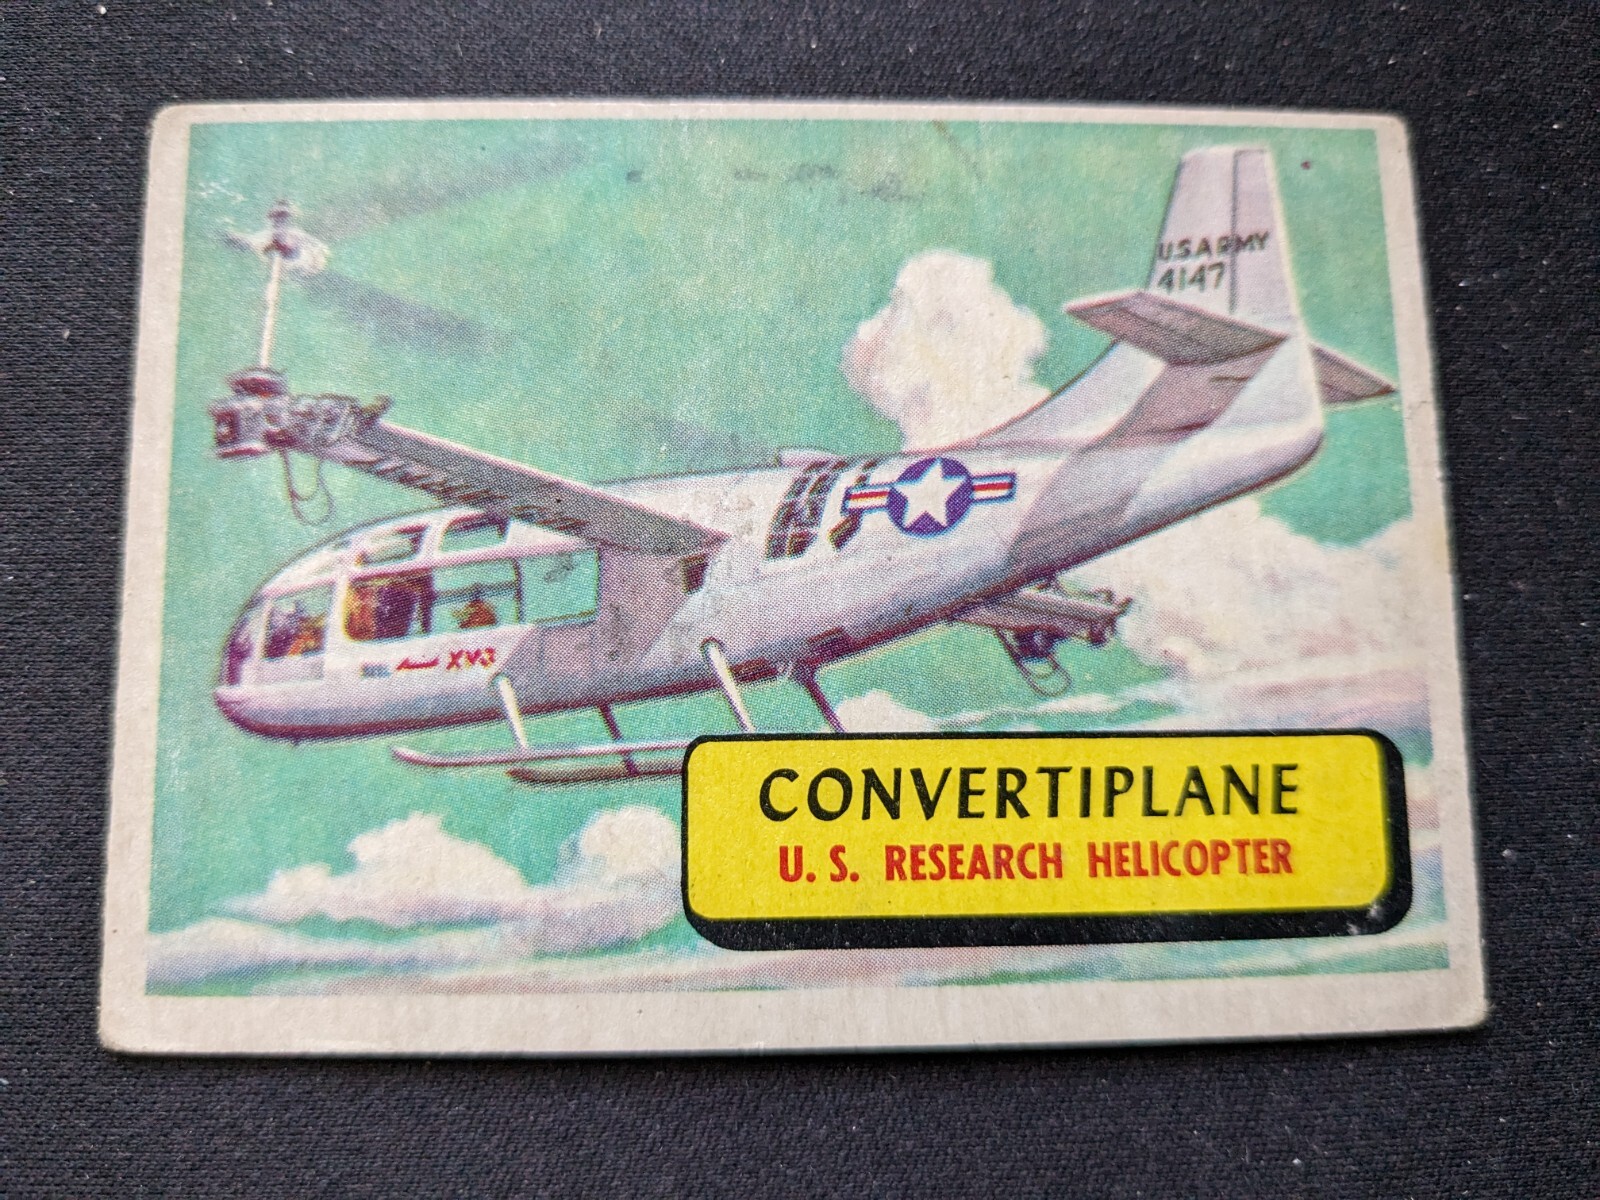 U.S.ARMY
4147
XV3
CONVERTIPLANE
U. S. RESEARCH HELICOPTER